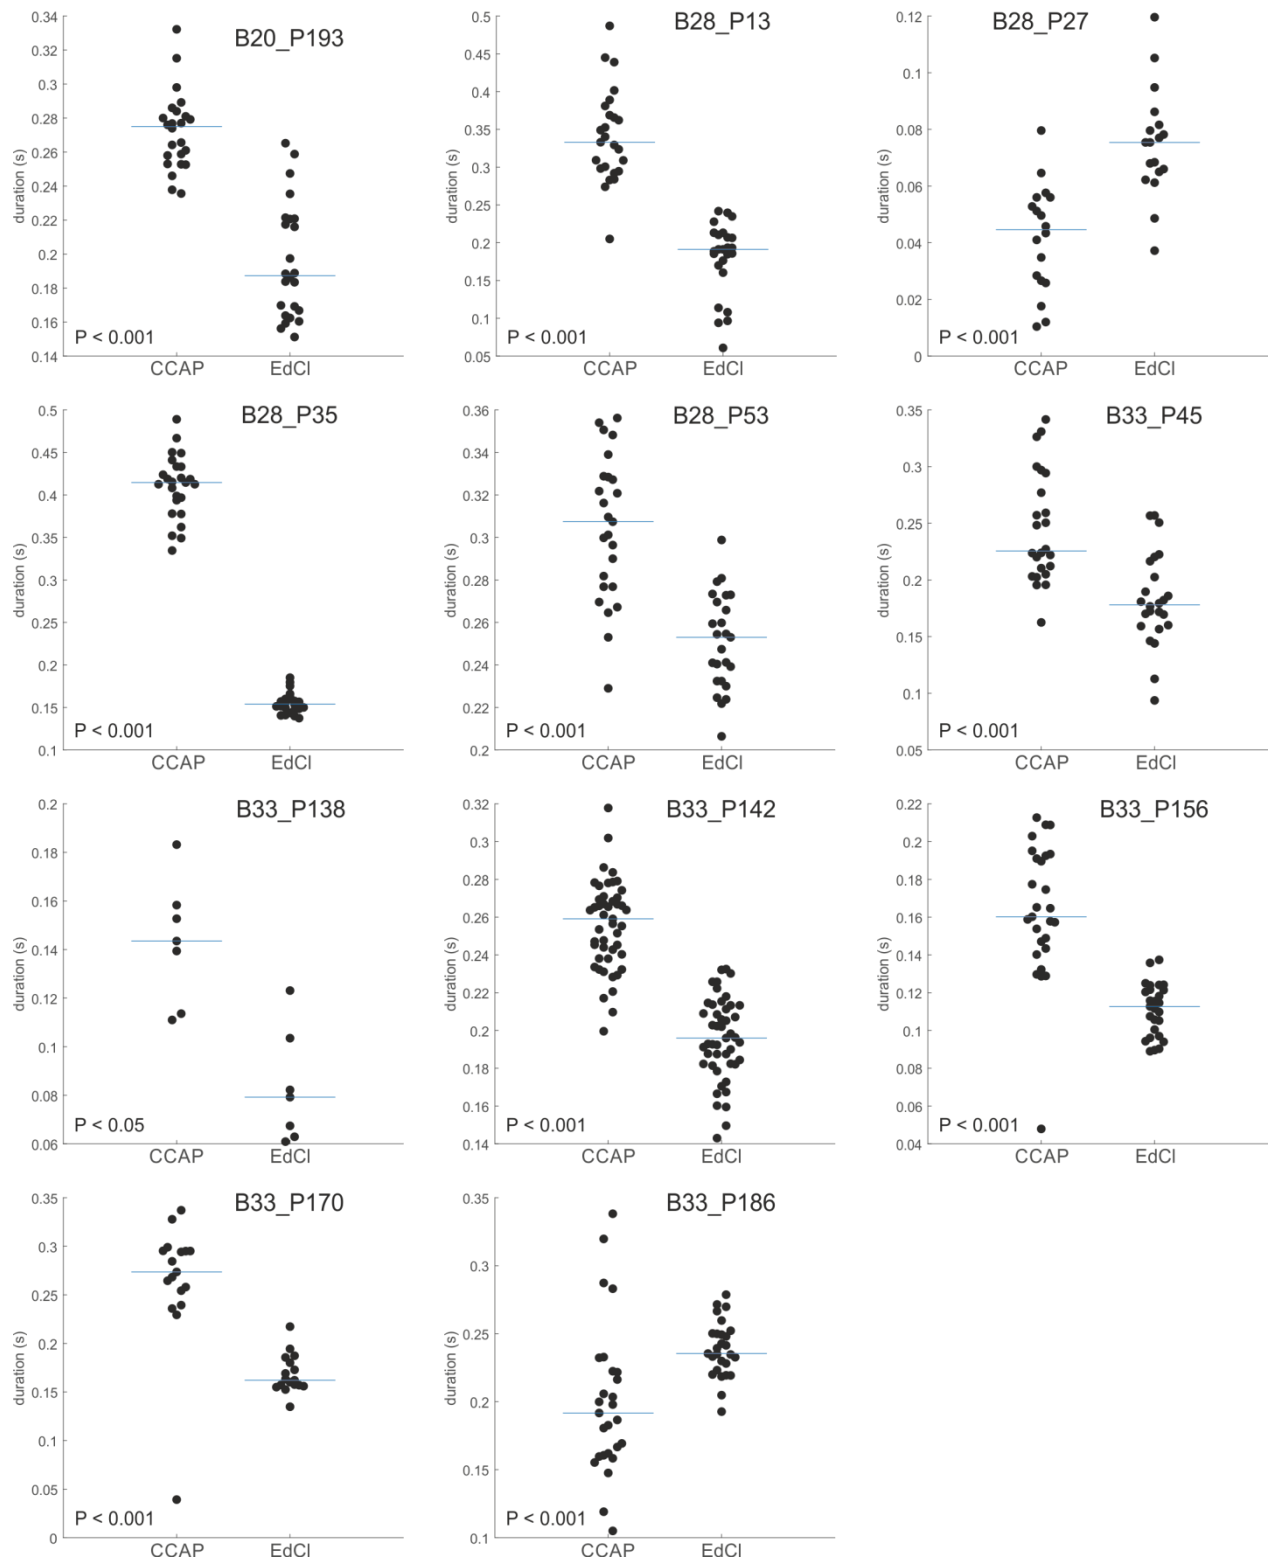 B20_P193
duration (s)
0.34
0.32
0.3
0.28
0.26
0.24
0.22
0.2
0.18
0.16
0.14
P < 0.001
CCAP EdCl
B28_P13
duration (s)
0.5
0.45
0.4
0.35
0.3
0.25
0.2
0.15
0.1
0.05
P < 0.001
CCAP EdCl
B28_P27
duration (s)
0.12
0.1
0.08
0.06
0.04
0.02
0
P < 0.001
CCAP EdCl
B28_P35
duration (s)
0.5
0.45
0.4
0.35
0.3
0.25
0.2
0.15
0.1
P < 0.001
CCAP EdCl
B28_P53
duration (s)
0.36
0.34
0.32
0.3
0.28
0.26
0.24
0.22
0.2
P < 0.001
CCAP EdCl
B33_P45
duration (s)
0.35
0.3
0.25
0.2
0.15
0.1
0.05
P < 0.001
CCAP EdCl
B33_P138
duration (s)
0.2
0.18
0.16
0.14
0.12
0.1
0.08
0.06
P < 0.05
CCAP EdCl
B33_P142
duration (s)
0.32
0.3
0.28
0.26
0.24
0.22
0.2
0.18
0.16
0.14
P < 0.001
CCAP EdCl
B33_P156
duration (s)
0.22
0.2
0.18
0.16
0.14
0.12
0.1
0.08
0.06
0.04
P < 0.001
CCAP EdCl
B33_P170
duration (s)
0.35
0.3
0.25
0.2
0.15
0.1
0.05
0
P < 0.001
CCAP EdCl
B33_P186
duration (s)
0.35
0.3
0.25
0.2
0.15
0.1
P < 0.001
CCAP EdCl